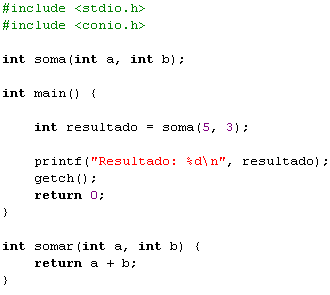 #include <stdio.h>
#include <conio.h>
int soma(int a, int b);
int main() {
int resultado = soma(5, 3);
printf("Resultado: %d\n", resultado);
getch();
return 0;
}
int somar(int a, int b) {
return a + b;
}